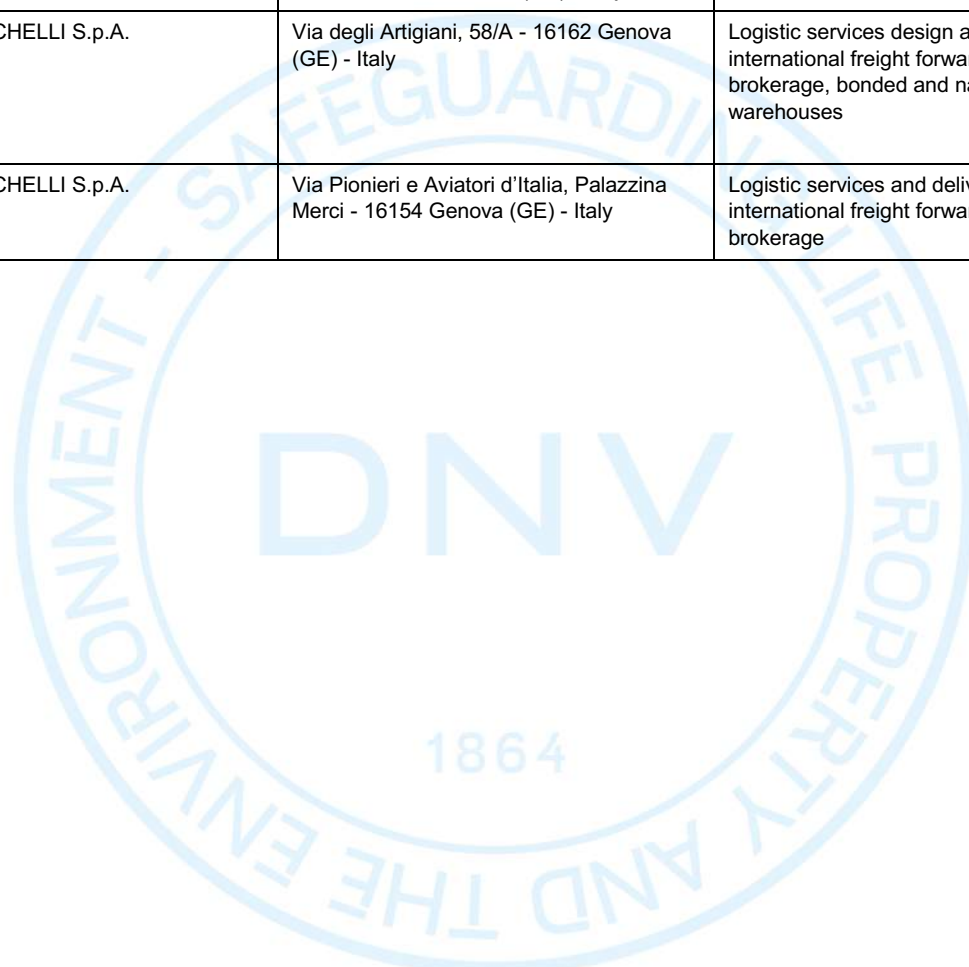 CHELLI S.p.A.
Via degli Artigiani, 58/A - 16162 Genova
(GE) - Italy
Logistic services design a
international freight forwar
brokerage, bonded and na
warehouses
CHELLI S.p.A.
Via Pionieri e Aviatori d’Italia, Palazzina
Merci - 16154 Genova (GE) - Italy
Logistic services and deliv
international freight forwar
brokerage
SAFEGUARDING LIFE, PROPERTY AND THE ENVIRONMENT -
DNV
1864